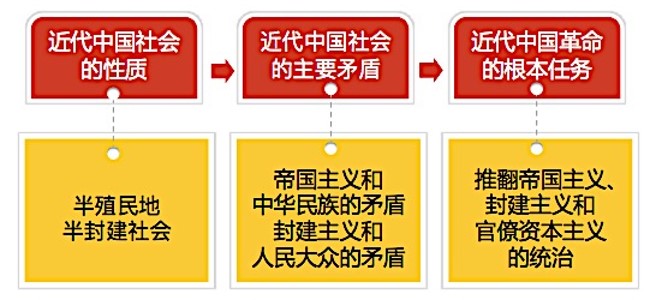 近代中国社会
的性质
近代中国社会
的主要矛盾
近代中国革命
的根本任务
半殖民地
半封建社会
帝国主义和
中华民族的矛盾
封建主义和
人民大众的矛盾
推翻帝国主义、
封建主义和
官僚资本主义
的统治